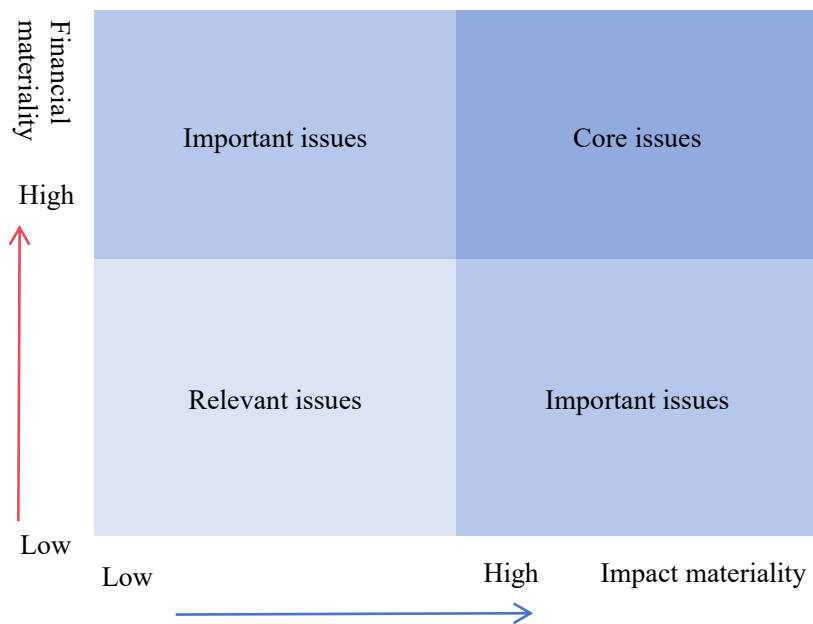 Financial
materiality
Important issues
Core issues
High
Relevant issues
Important issues
Low
Low
High
Impact materiality